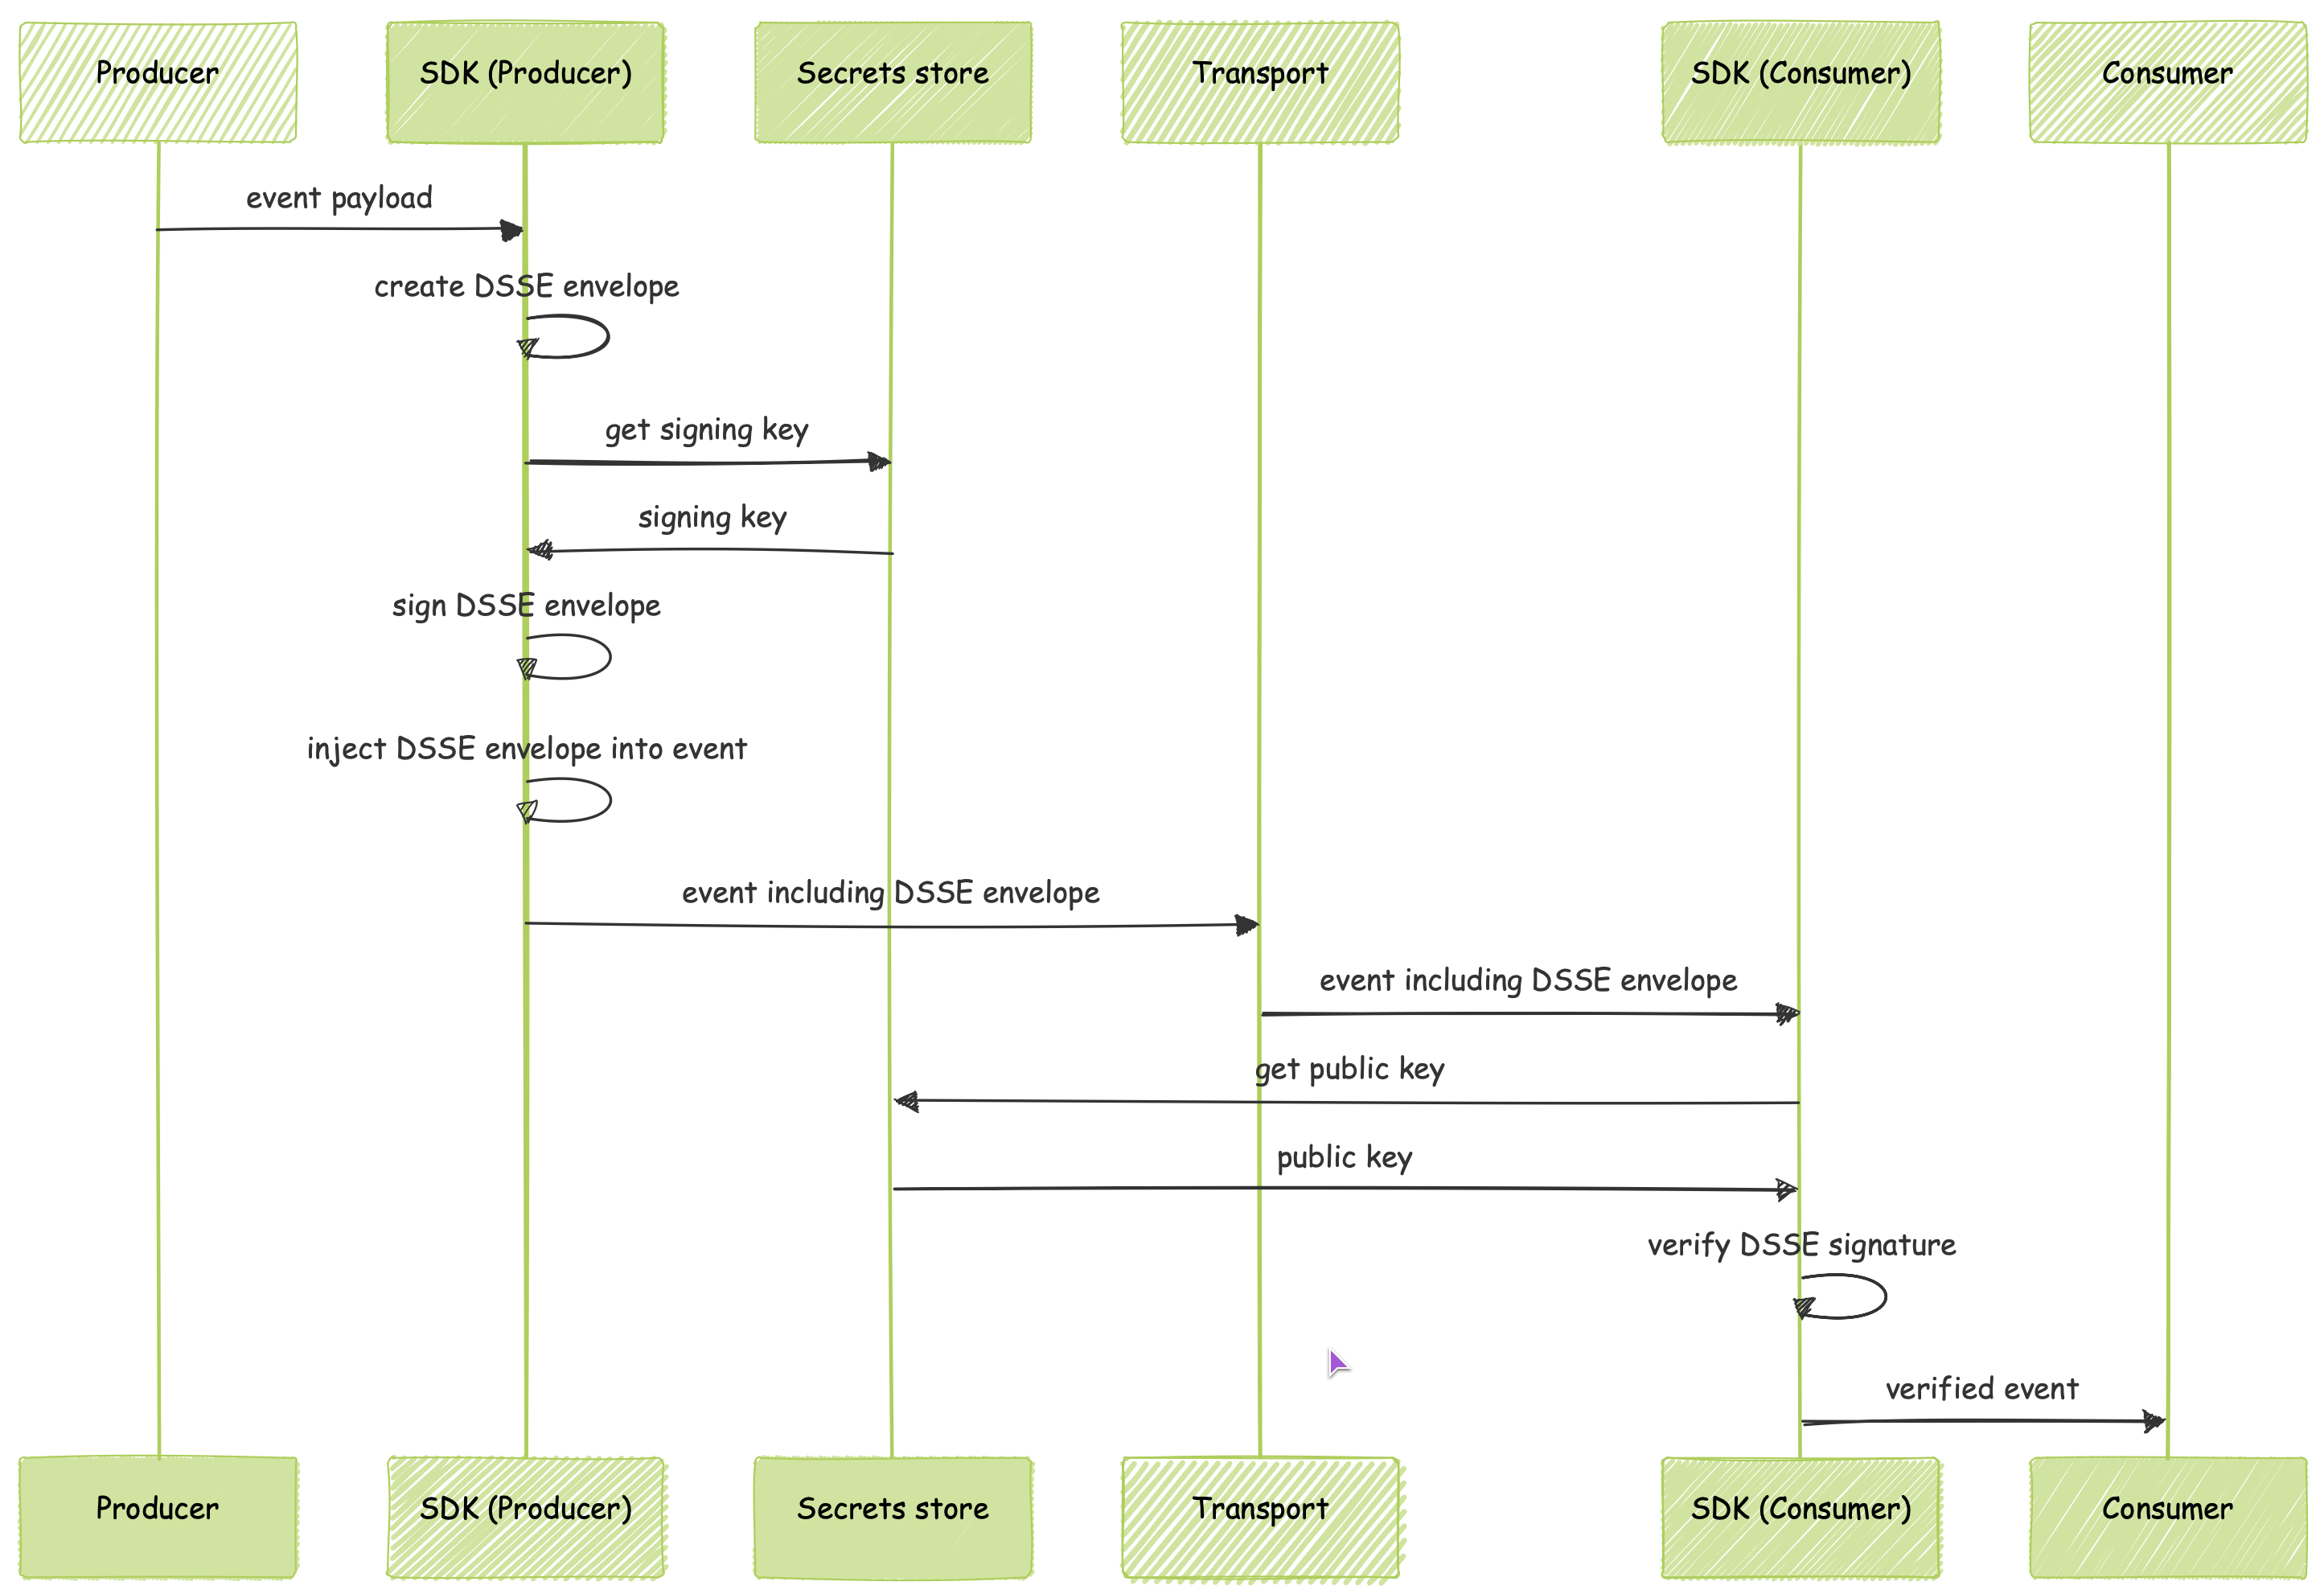 Producer
SDK (Producer)
Secrets store
Transport
SDK (Consumer)
Consumer
event payload
create DSSE envelope
get signing key
signing key
sign DSSE envelope
inject DSSE envelope into event
event including DSSE envelope
event including DSSE envelope
get public key
public key
verify DSSE signature
verified event
Producer
SDK (Producer)
Secrets store
Transport
SDK (Consumer)
Consumer